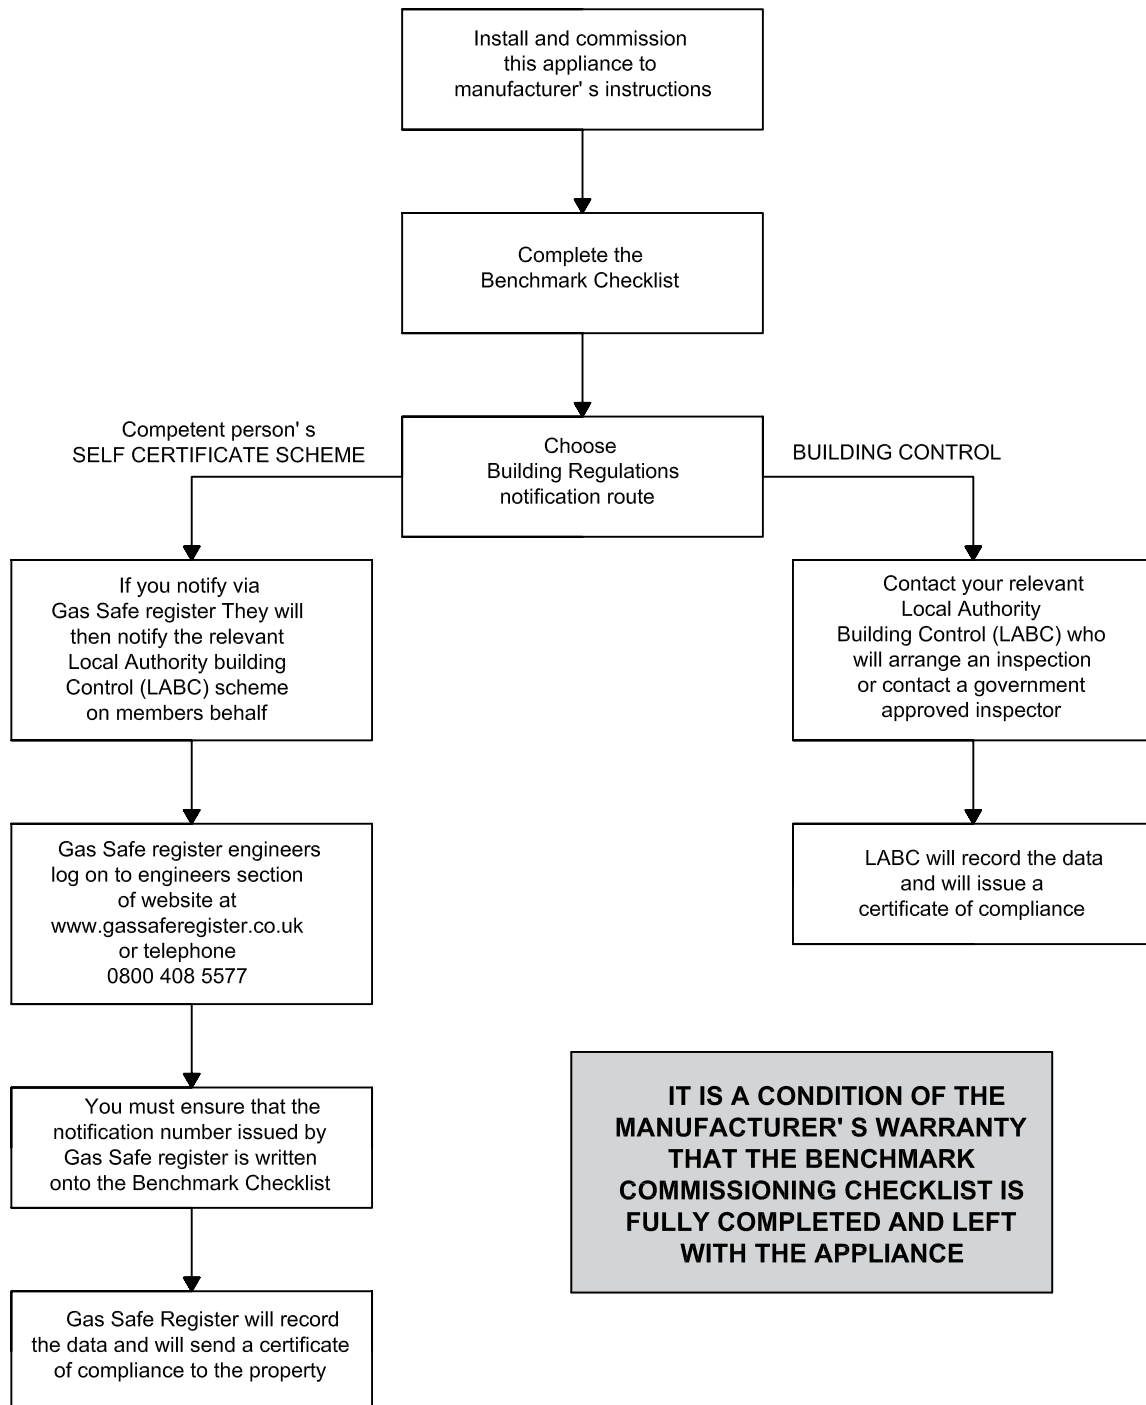 Install and commission
this appliance to
manufacturer' s instructions
Complete the
Benchmark Checklist
Choose
Building Regulations
notification route
Competent person' s
SELF CERTIFICATE SCHEME
If you notify via
Gas Safe register They will
then notify the relevant
Local Authority building
Control (LABC) scheme
on members behalf
Gas Safe register engineers
log on to engineers section
of website at
www.gassaferegister.co.uk
or telephone
0800 408 5577
You must ensure that the
notification number issued by
Gas Safe register is written
onto the Benchmark Checklist
Gas Safe Register will record
the data and will send a certificate
of compliance to the property
BUILDING CONTROL
Contact your relevant
Local Authority
Building Control (LABC) who
will arrange an inspection
or contact a government
approved inspector
LABC will record the data
and will issue a
certificate of compliance
IT IS A CONDITION OF THE
MANUFACTURER' S WARRANTY
THAT THE BENCHMARK
COMMISSIONING CHECKLIST IS
FULLY COMPLETED AND LEFT
WITH THE APPLIANCE